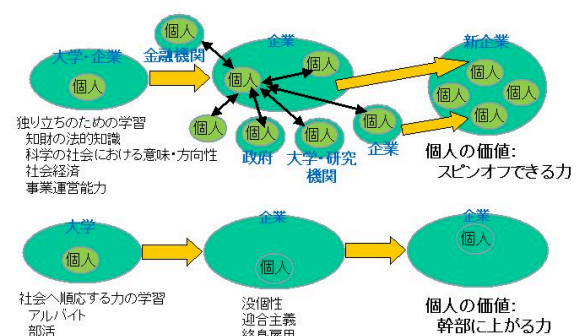 個人
金融機関
大学・企業
個人
企業
個人
個人
新企業
個人
個人
個人
個人
個人
政府
個人
大学・研究
機関
個人
企業
個人
独り立ちのための学習
知財の法的知識
科学の社会における意味・方向性
社会経済
事業運営能力
個人の価値:
スピンオフできる力
大学
個人
企業
個人
企業
個人
社会へ順応する力の学習
アルバイト
部活
没個性
迎合主義
終身雇用
個人の価値:
幹部に上がる力